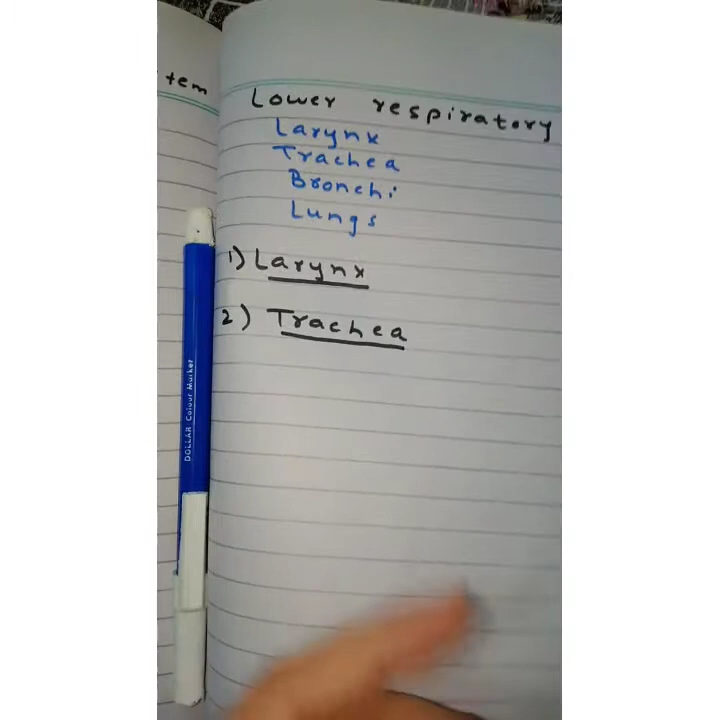 tem
Lower respiratory
Larynx
Trachea
Bronchi
Lungs
1) Larynx
2) Trachea
DOLLAR Colour Marker